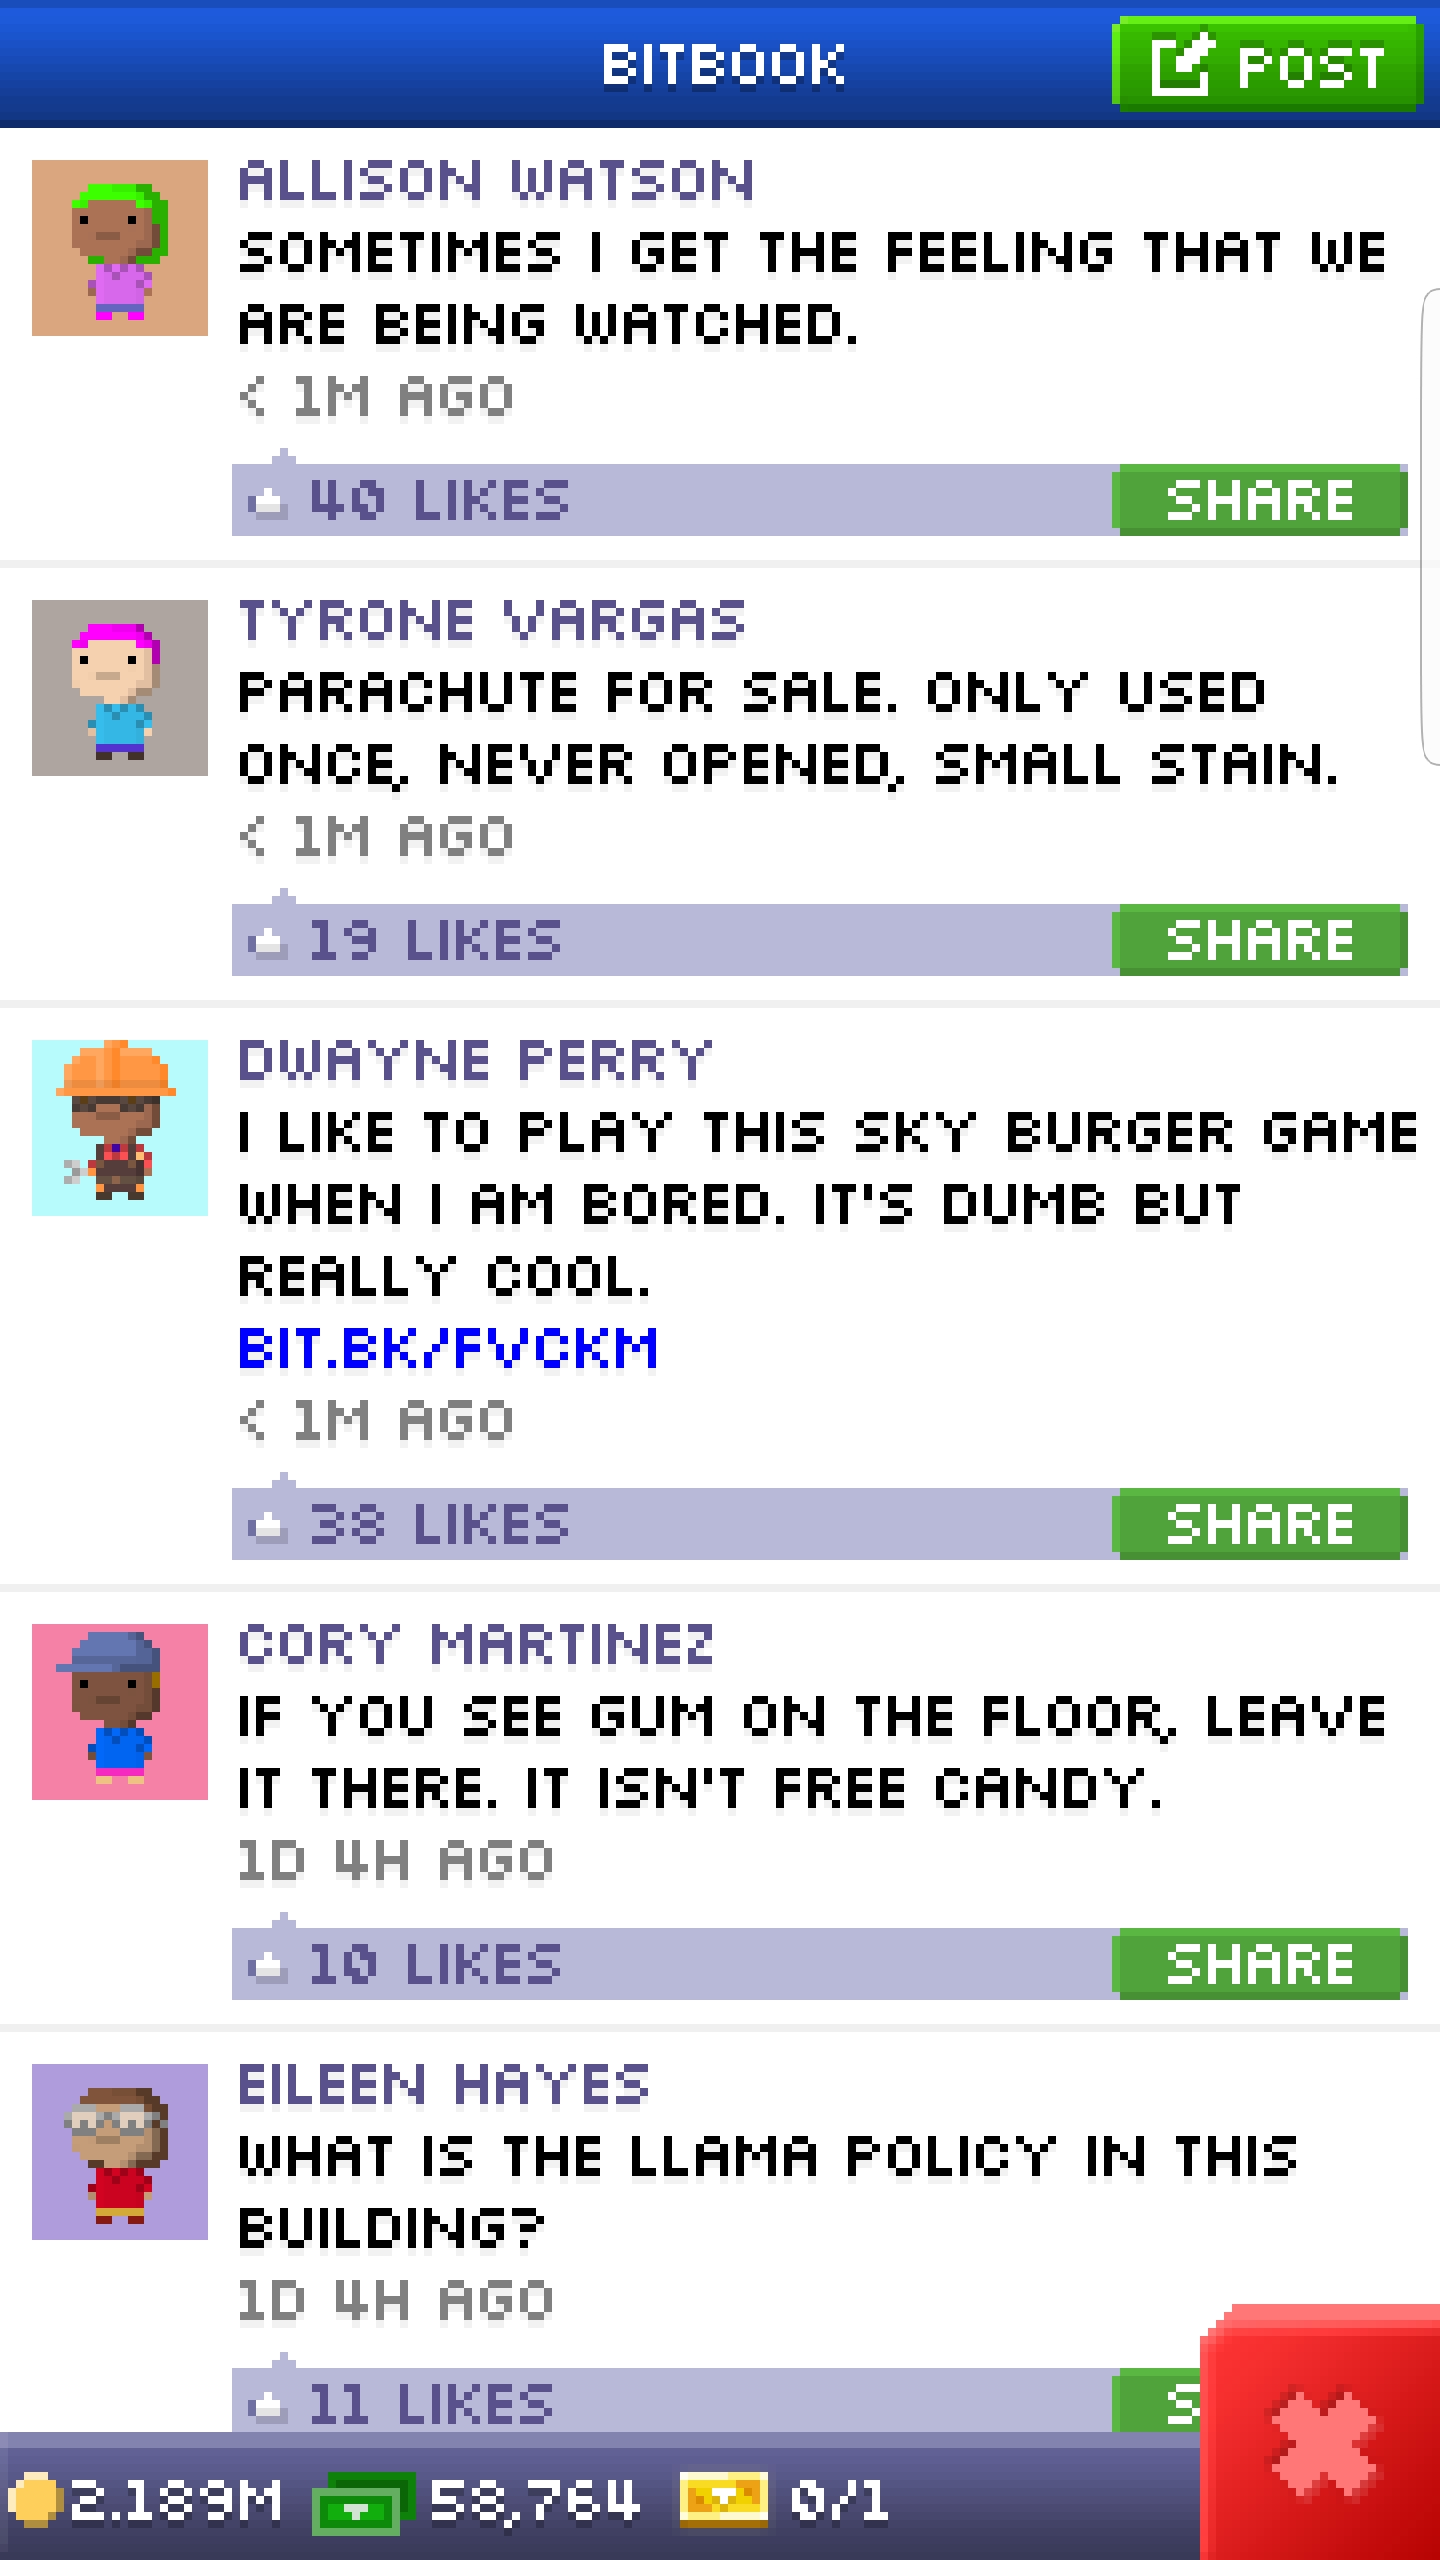 BITBOOK
POST
ALLISON WATSON
SOMETIMES I GET THE FEELING THAT WE
ARE BEING WATCHED.
< 1M AGO
40 LIKES
SHARE
TYRONE VARGAS
PARACHUTE FOR SALE. ONLY USED
ONCE, NEVER OPENED, SMALL STAIN.
< 1M AGO
19 LIKES
SHARE
DWAYNE PERRY
I LIKE TO PLAY THIS SKY BURGER GAME
WHEN I AM BORED. IT'S DUMB BUT
REALLY COOL.
BIT.BK/FVCKM
< 1M AGO
38 LIKES
SHARE
CORY MARTINEZ
IF YOU SEE GUM ON THE FLOOR, LEAVE
IT THERE. IT ISN'T FREE CANDY.
1D 4H AGO
10 LIKES
SHARE
EILEEN HAYES
WHAT IS THE LLAMA POLICY IN THIS
BUILDING?
1D 4H AGO
11 LIKES
2.189M
58,764
0/1